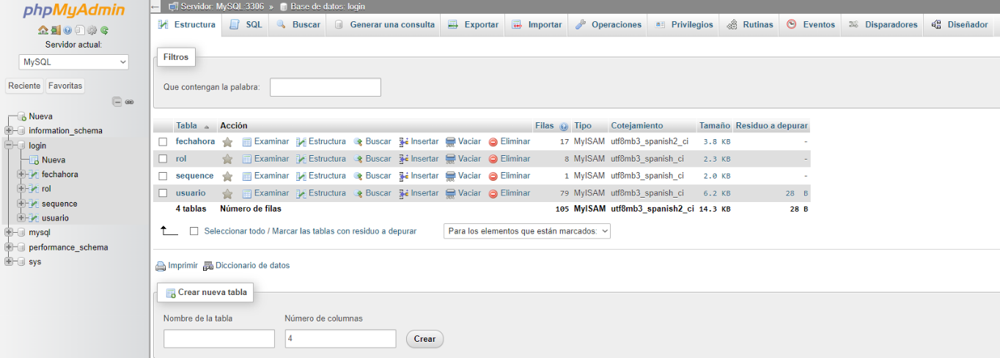 phpMyAdmin
Servidor: MySQL:3306 » Base de datos: login
Estructura SQL Buscar Generar una consulta Exportar Importar Operaciones Privilegios Rutinas Eventos Disparadores Diseñador
Servidor actual:
MySQL
Reciente Favoritas
Nueva
information_schema
login
Nueva
fechahora
rol
sequence
usuario
mysql
performance_schema
sys
Filtros
Que contengan la palabra:
Tabla Acción Filas Tipo Cotejamiento Tamaño Residuo a depurar
fechahora Examinar Estructura Buscar Insertar Vaciar Eliminar 17 MyISAM utf8mb3_spanish2_ci 3.8 KB -
rol Examinar Estructura Buscar Insertar Vaciar Eliminar 8 MyISAM utf8mb3_spanish_ci 2.3 KB -
sequence Examinar Estructura Buscar Insertar Vaciar Eliminar 1 MyISAM utf8mb3_spanish_ci 2.0 KB -
usuario Examinar Estructura Buscar Insertar Vaciar Eliminar 79 MyISAM utf8mb3_spanish_ci 6.2 KB 28 B
4 tablas Número de filas 105 MyISAM utf8mb3_spanish2_ci 14.3 KB 28 B
Seleccionar todo / Marcar las tablas con residuo a depurar Para los elementos que están marcados:
Imprimir Diccionario de datos
Crear nueva tabla
Nombre de la tabla Número de columnas
4 Crear